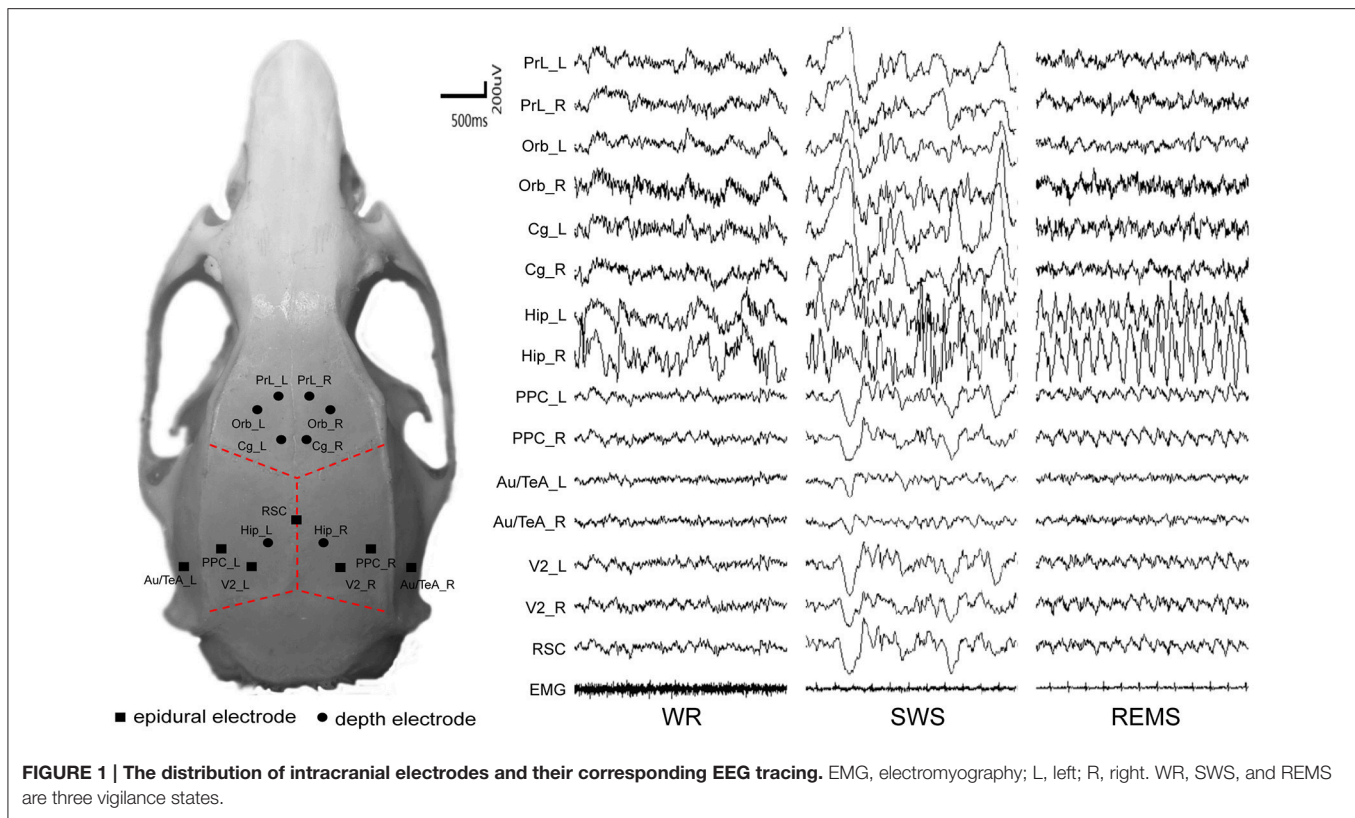 PrL_L PrL_R
Orb_L Orb_R
Cg_L Cg_R
RSC
Hip_L Hip_R
PPC_L PPC_R
Au/TeA_L V2_L V2_R Au/TeA_R
■ epidural electrode ● depth electrode
200uV
500ms
PrL_L
PrL_R
Orb_L
Orb_R
Cg_L
Cg_R
Hip_L
Hip_R
PPC_L
PPC_R
Au/TeA_L
Au/TeA_R
V2_L
V2_R
RSC
EMG
WR SWS REMS
FIGURE 1 | The distribution of intracranial electrodes and their corresponding EEG tracing. EMG, electromyography; L, left; R, right. WR, SWS, and REMS
are three vigilance states.